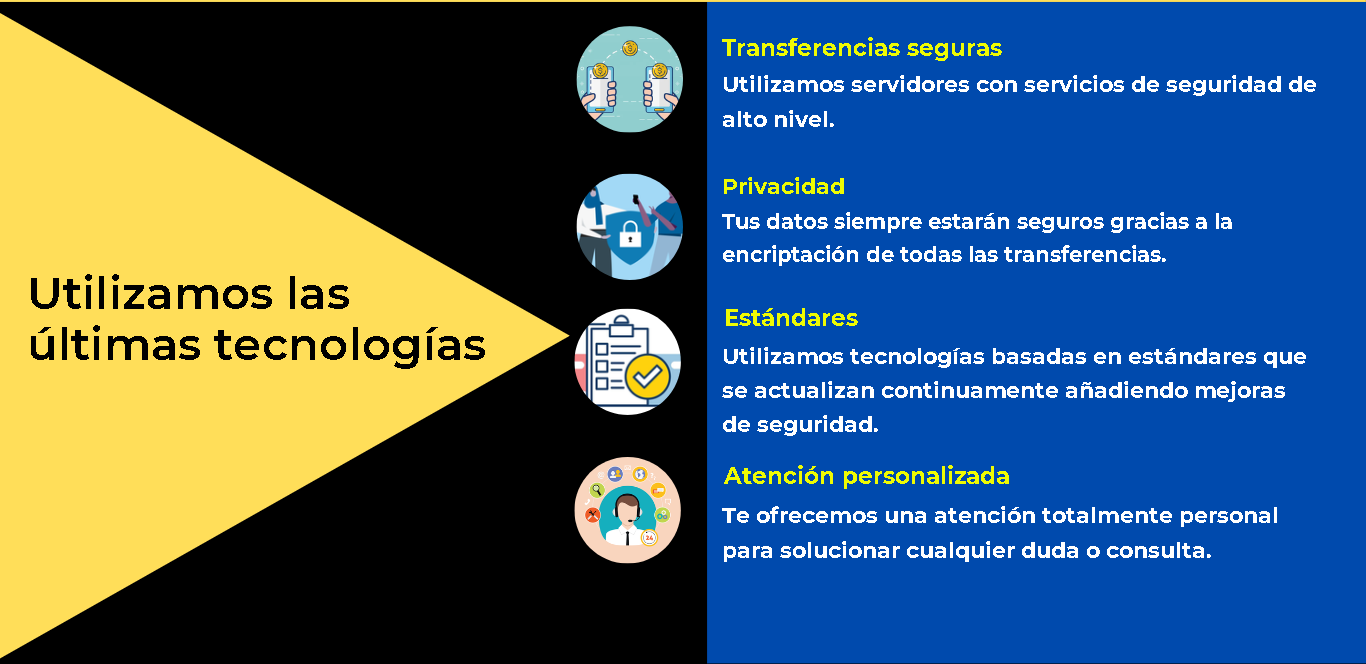 Utilizamos las
últimas tecnologías
Transferencias seguras
Utilizamos servidores con servicios de seguridad de
alto nivel.
Privacidad
Tus datos siempre estarán seguros gracias a la
encriptación de todas las transferencias.
Estándares
Utilizamos tecnologías basadas en estándares que
se actualizan continuamente añadiendo mejoras
de seguridad.
Atención personalizada
Te ofrecemos una atención totalmente personal
para solucionar cualquier duda o consulta.
24